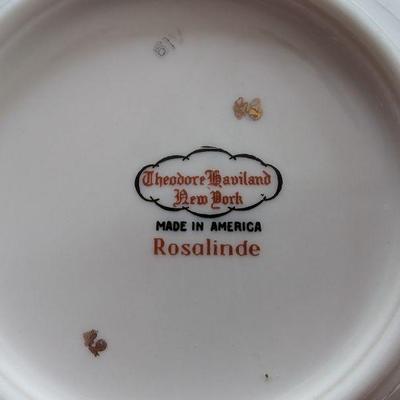 Theodore Haviland
New York
MADE IN AMERICA
Rosalinde